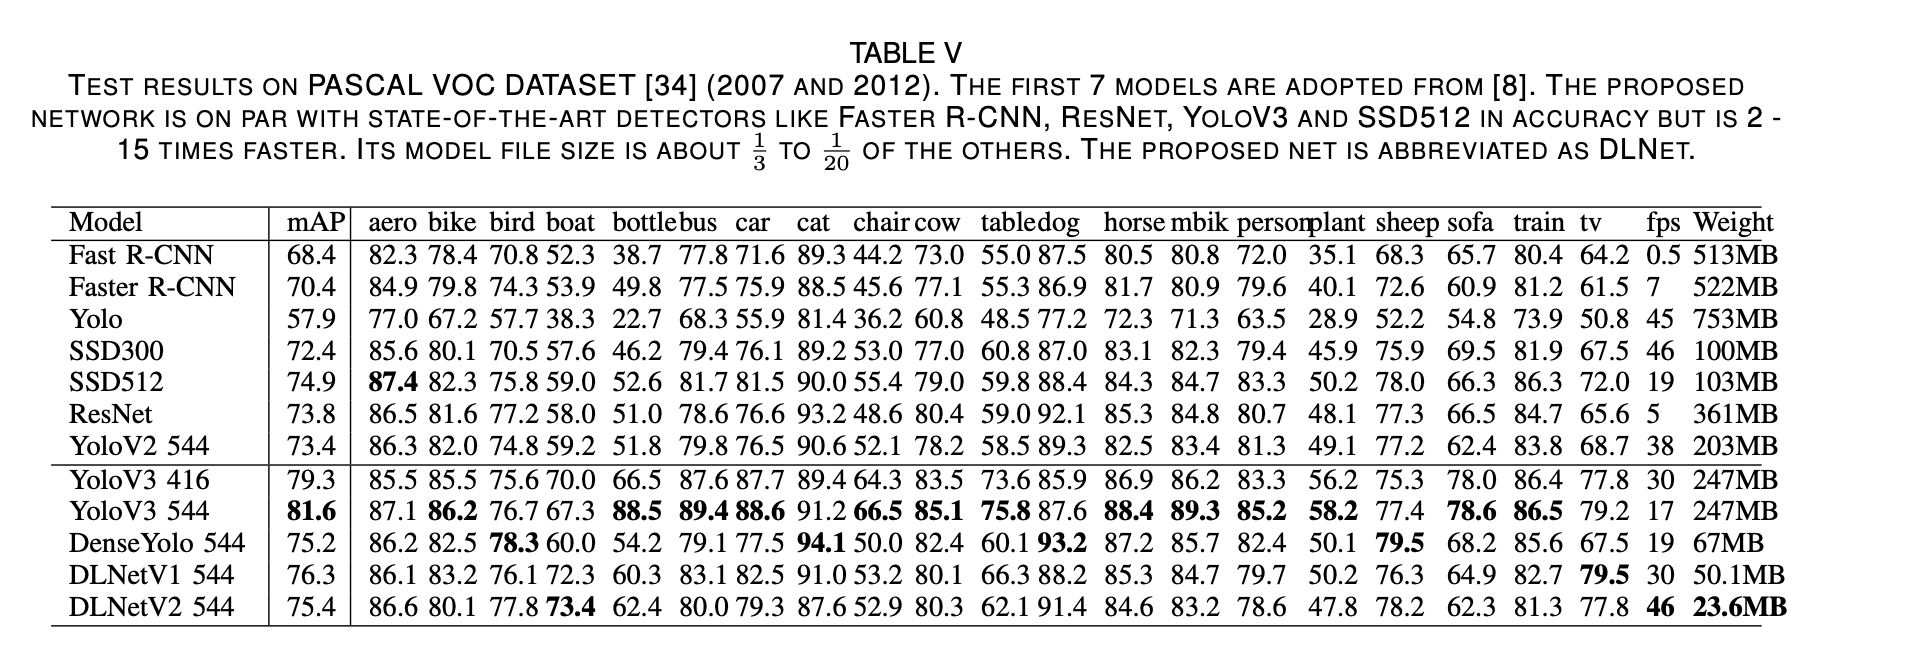 TABLE V
TEST RESULTS ON PASCAL VOC DATASET [34] (2007 AND 2012). THE FIRST 7 MODELS ARE ADOPTED FROM [8]. THE PROPOSED
NETWORK IS ON PAR WITH STATE-OF-THE-ART DETECTORS LIKE FASTER R-CNN, RESNET, YOLOV3 AND SSD512 IN ACCURACY BUT IS 2 -
15 TIMES FASTER. ITS MODEL FILE SIZE IS ABOUT 1/3 TO 1/20 OF THE OTHERS. THE PROPOSED NET IS ABBREVIATED AS DLNET.
Model mAP aero bike bird boat bottle bus car cat chair cow table dog horse mbik person plant sheep sofa train tv fps Weight
Fast R-CNN 68.4 82.3 78.4 70.8 52.3 38.7 77.8 71.6 89.3 44.2 73.0 55.0 87.5 80.5 80.8 72.0 35.1 68.3 65.7 80.4 64.2 0.5 513MB
Faster R-CNN 70.4 84.9 79.8 74.3 53.9 49.8 77.5 75.9 88.5 45.6 77.1 55.3 86.9 81.7 80.9 79.6 40.1 72.6 60.9 81.2 61.5 7 522MB
Yolo 57.9 77.0 67.2 57.7 38.3 22.7 68.3 55.9 81.4 36.2 60.8 48.5 77.2 72.3 71.3 63.5 28.9 52.2 54.8 73.9 50.8 45 753MB
SSD300 72.4 85.6 80.1 70.5 57.6 46.2 79.4 76.1 89.2 53.0 77.0 60.8 87.0 83.1 82.3 79.4 45.9 75.9 69.5 81.9 67.5 46 100MB
SSD512 74.9 87.4 82.3 75.8 59.0 52.6 81.7 81.5 90.0 55.4 79.0 59.8 88.4 84.3 84.7 83.3 50.2 78.0 66.3 86.3 72.0 19 103MB
ResNet 73.8 86.5 81.6 77.2 58.0 51.0 78.6 76.6 93.2 48.6 80.4 59.0 92.1 85.3 84.8 80.7 48.1 77.3 66.5 84.7 65.6 5 361MB
YoloV2 544 73.4 86.3 82.0 74.8 59.2 51.8 79.8 76.5 90.6 52.1 78.2 58.5 89.3 82.5 83.4 81.3 49.1 77.2 62.4 83.8 68.7 38 203MB
YoloV3 416 79.3 85.5 85.5 75.6 70.0 66.5 87.6 87.7 89.4 64.3 83.5 73.6 85.9 86.9 86.2 83.3 56.2 75.3 78.0 86.4 77.8 30 247MB
YoloV3 544 81.6 87.1 86.2 76.7 67.3 88.5 89.4 88.6 91.2 66.5 85.1 75.8 87.6 88.4 89.3 85.2 58.2 77.4 78.6 86.5 79.2 17 247MB
DenseYolo 544 75.2 86.2 82.5 78.3 60.0 54.2 79.1 77.5 94.1 50.0 82.4 60.1 93.2 87.2 85.7 82.4 50.1 79.5 68.2 85.6 67.5 19 67MB
DLNetV1 544 76.3 86.1 83.2 76.1 72.3 60.3 83.1 82.5 91.0 53.2 80.1 66.3 88.2 85.3 84.7 79.7 50.2 76.3 64.9 82.7 79.5 30 50.1MB
DLNetV2 544 75.4 86.6 80.1 77.8 73.4 62.4 80.0 79.3 87.6 52.9 80.3 62.1 91.4 84.6 83.2 78.6 47.8 78.2 62.3 81.3 77.8 46 23.6MB